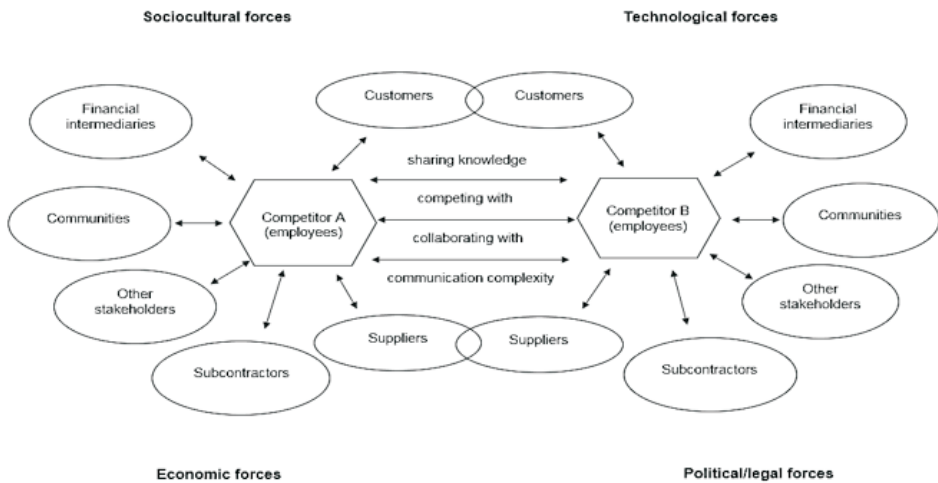 Sociocultural forces
Technological forces
Customers
Customers
Financial
intermediaries
Financial
intermediaries
sharing knowledge
competing with
Communities
Competitor A
(employees)
Competitor B
(employees)
Communities
collaborating with
communication complexity
Other
stakeholders
Other
stakeholders
Suppliers
Suppliers
Subcontractors
Subcontractors
Economic forces
Political/legal forces